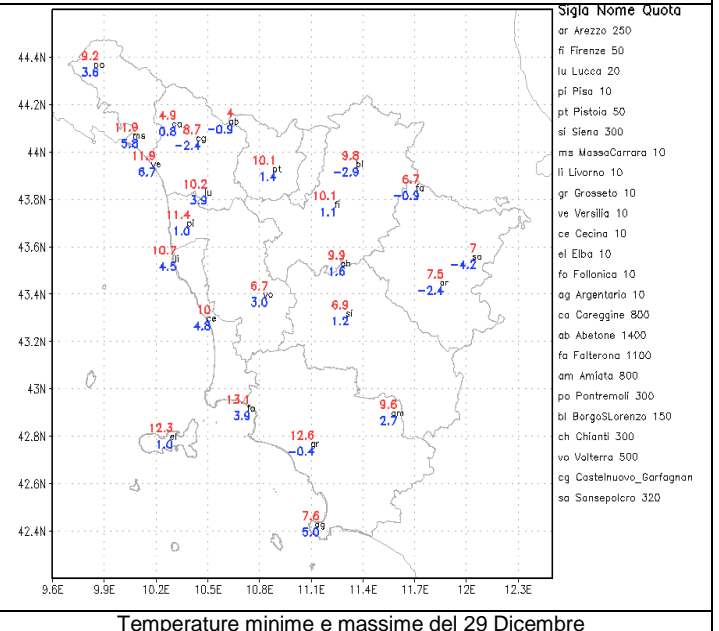 Sigla Nome Quota
ar Arezzo 250
fi Firenze 50
lu Lucca 20
pi Pisa 10
pt Pistoia 50
si Siena 300
ms MassaCarrara 10
li Livorno 10
gr Grosseto 10
ve Versilia 10
ce Cecina 10
el Elba 10
fo Follonica 10
ag Argentario 10
ca Careggine 800
ab Abetone 1400
fa Falterona 1100
am Amiata 800
po Pontremoli 300
bl BorgoSLorenzo 150
ch Chianti 300
vo Volterra 500
cg Castelnuovo_Garfagnan
sa Sansepolcro 320
44.4N
44.2N
44N
43.8N
43.6N
43.4N
43.2N
43N
42.8N
42.6N
42.4N
9.2
po
3.6
11.9
ms
5.8
4.9
ca
0.8
8.7
cg
-2.4
4
ab
-0.9
11.9
ve
6.7
10.1
pt
1.4
9.8
bl
-2.9
6.7
fa
-0.9
10.2
lu
3.9
10.1
fi
1.1
11.4
pi
1.0
10.7
li
4.5
9.9
ch
1.6
7
sa
-4.2
7.5
ar
-2.4
6.7
vo
3.0
10
ce
4.8
6.9
si
1.2
13.1
fo
3.9
9.6
am
2.7
12.3
el
1.0
12.6
gr
-0.4
7.6
ag
5.0
9.6E 9.9E 10.2E 10.5E 10.8E 11.1E 11.4E 11.7E 12E 12.3E
Temperature minime e massime del 29 Dicembre